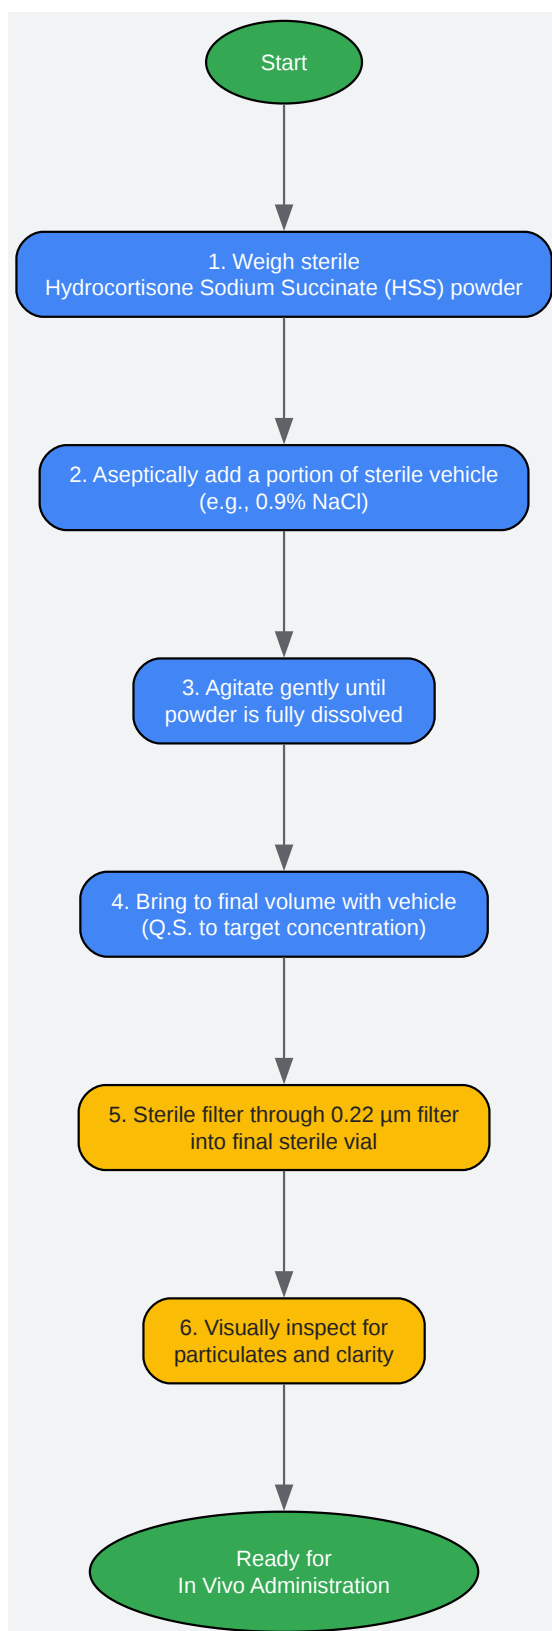 Start
1. Weigh sterile
Hydrocortisone Sodium Succinate (HSS) powder
2. Aseptically add a portion of sterile vehicle
(e.g., 0.9% NaCl)
3. Agitate gently until
powder is fully dissolved
4. Bring to final volume with vehicle
(Q.S. to target concentration)
5. Sterile filter through 0.22 µm filter
into final sterile vial
6. Visually inspect for
particulates and clarity
Ready for
In Vivo Administration